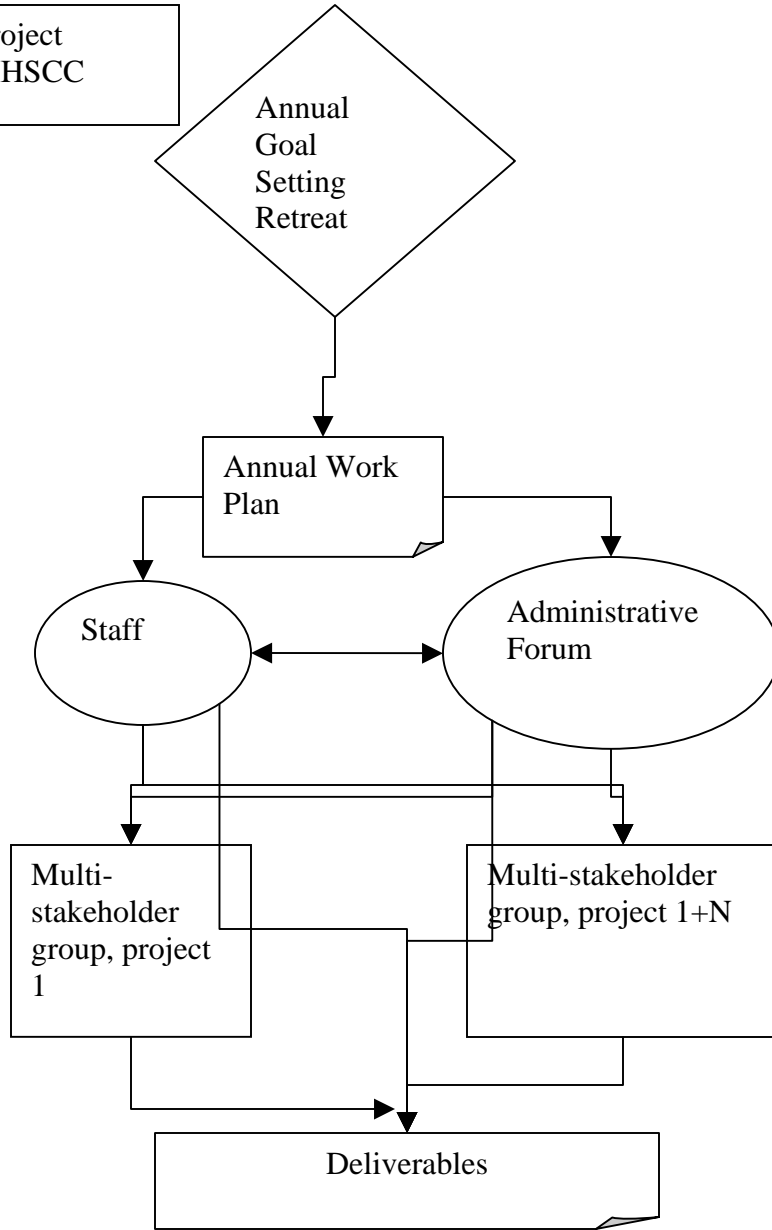 HSCC
Annual
Goal
Setting
Retreat
Annual Work
Plan
Staff
Administrative
Forum
Multi-
stakeholder
group, project
1
Multi-stakeholder
group, project 1+N
Deliverables